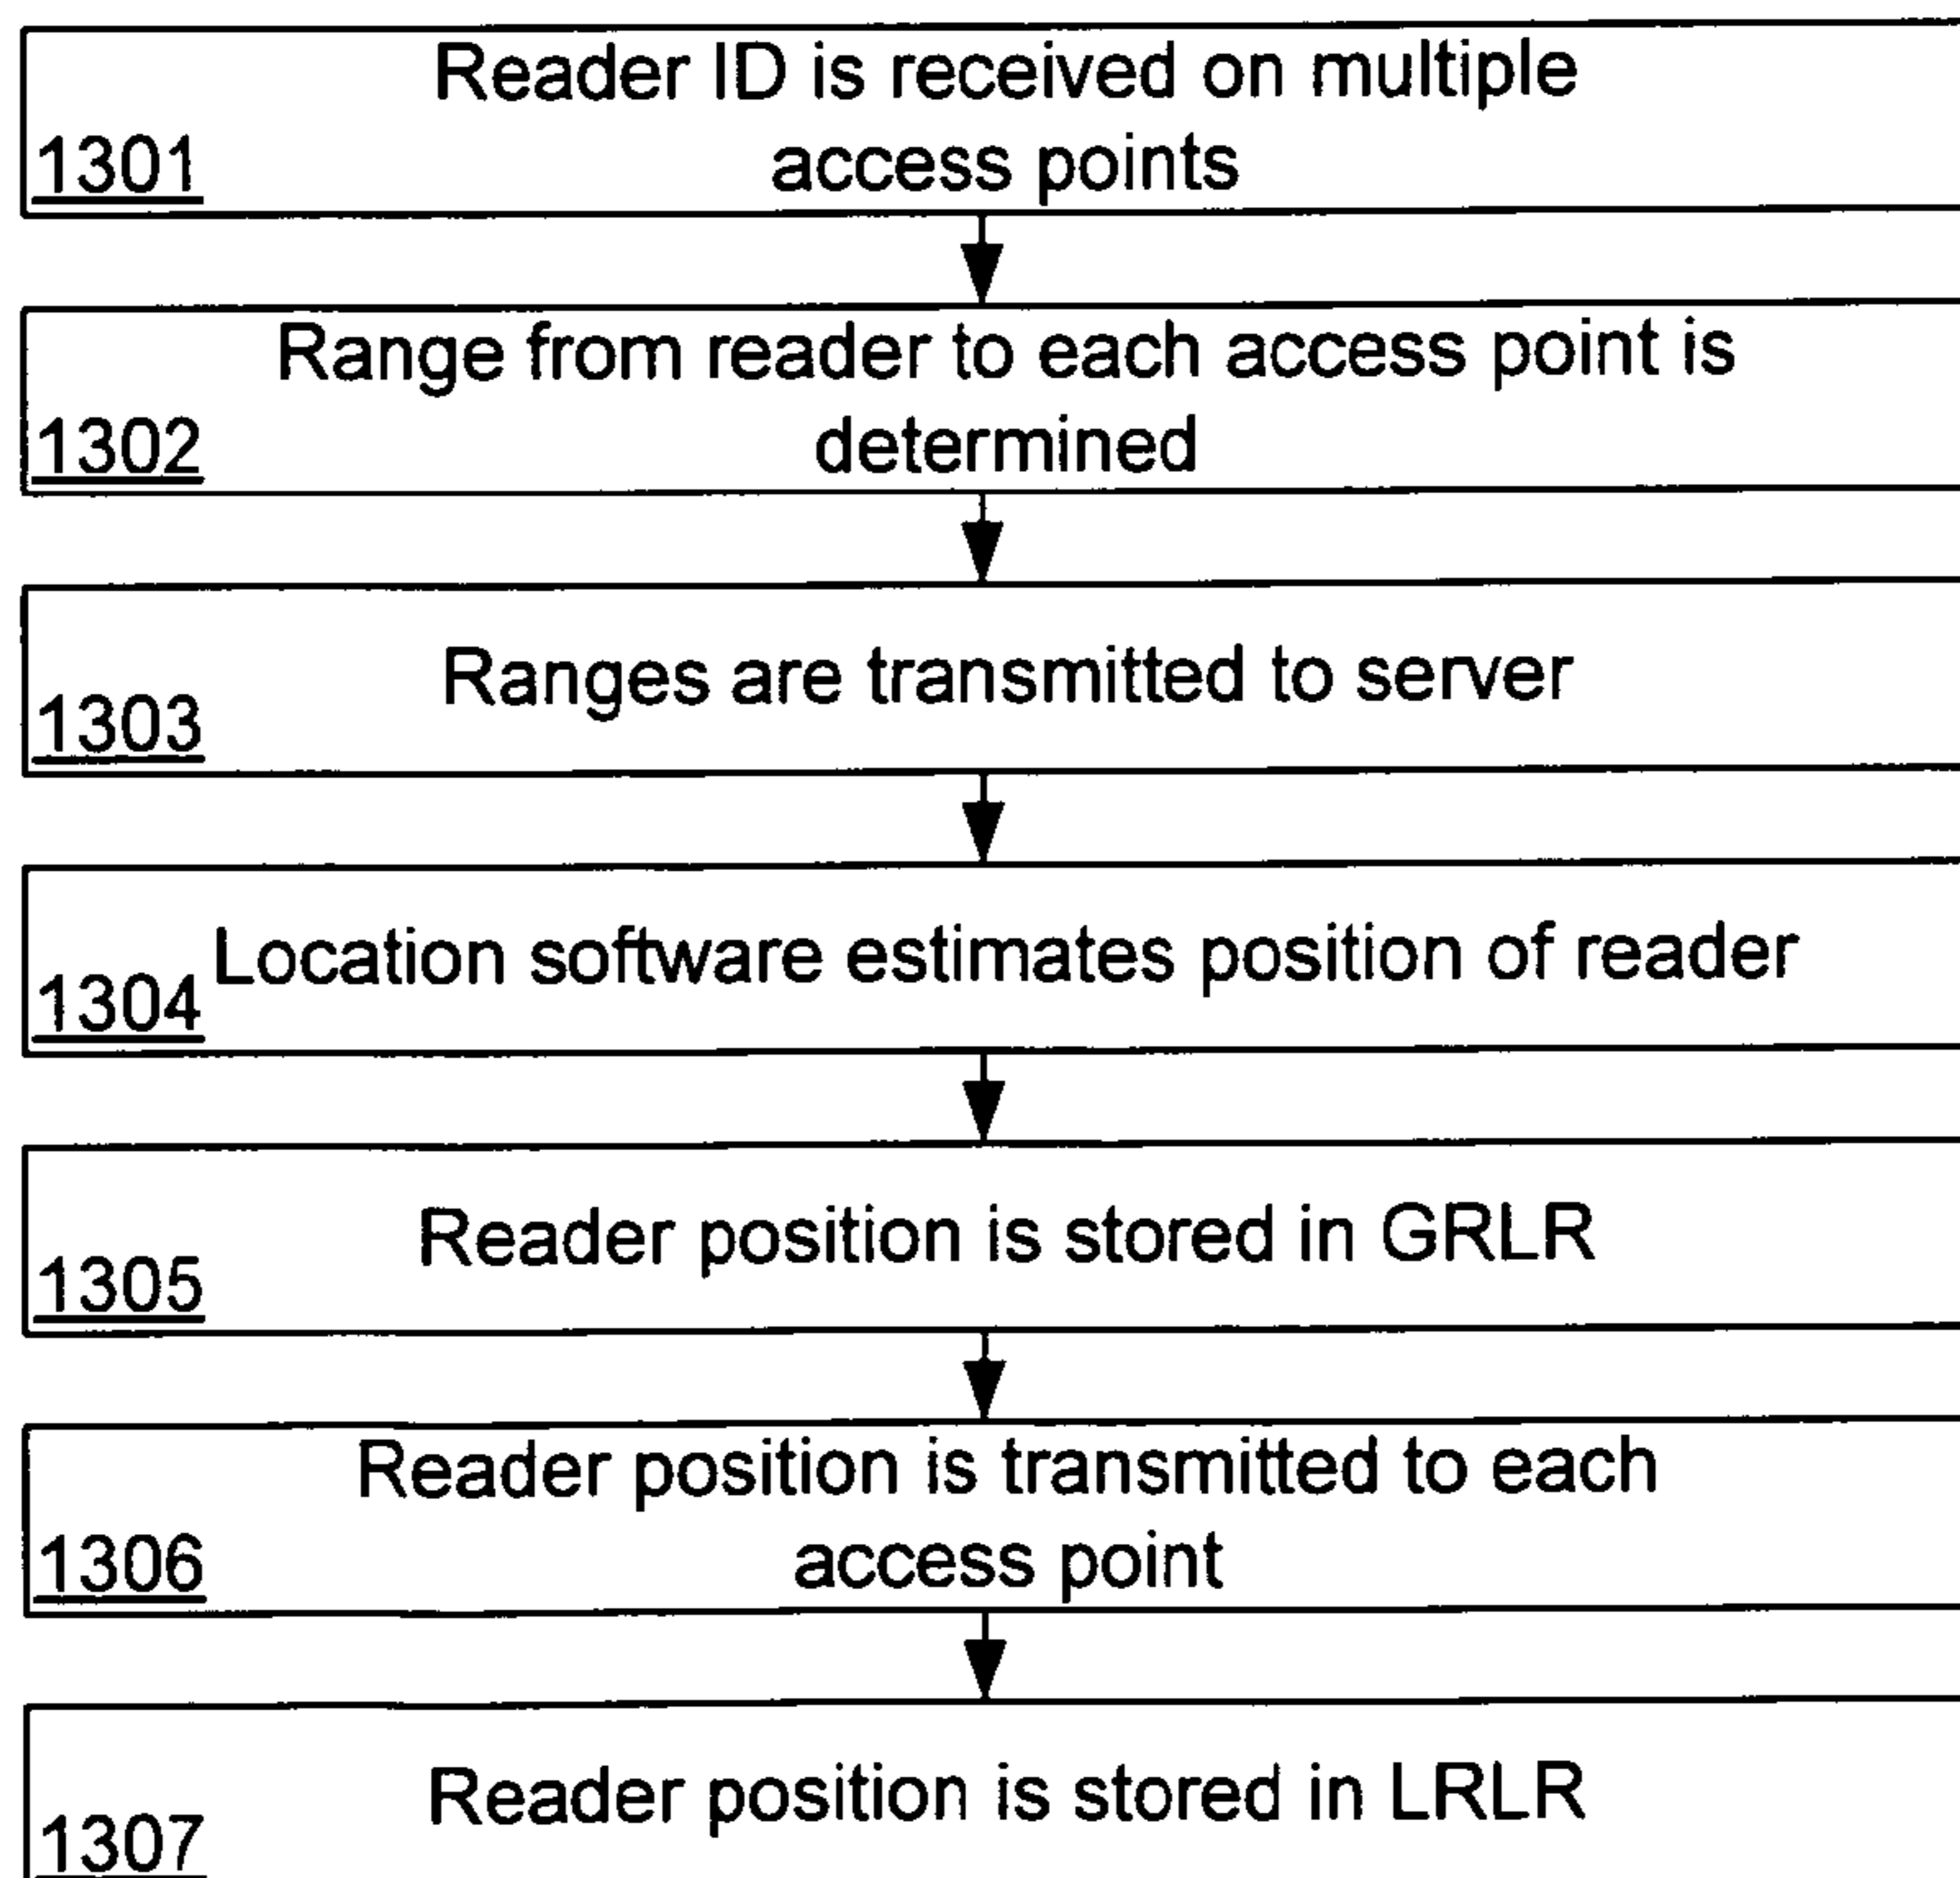 Reader ID is received on multiple
access points
1301
Range from reader to each access point is
determined
1302
Ranges are transmitted to server
1303
Location software estimates position of reader
1304
Reader position is stored in GRLR
1305
Reader position is transmitted to each
access point
1306
Reader position is stored in LRLR
1307